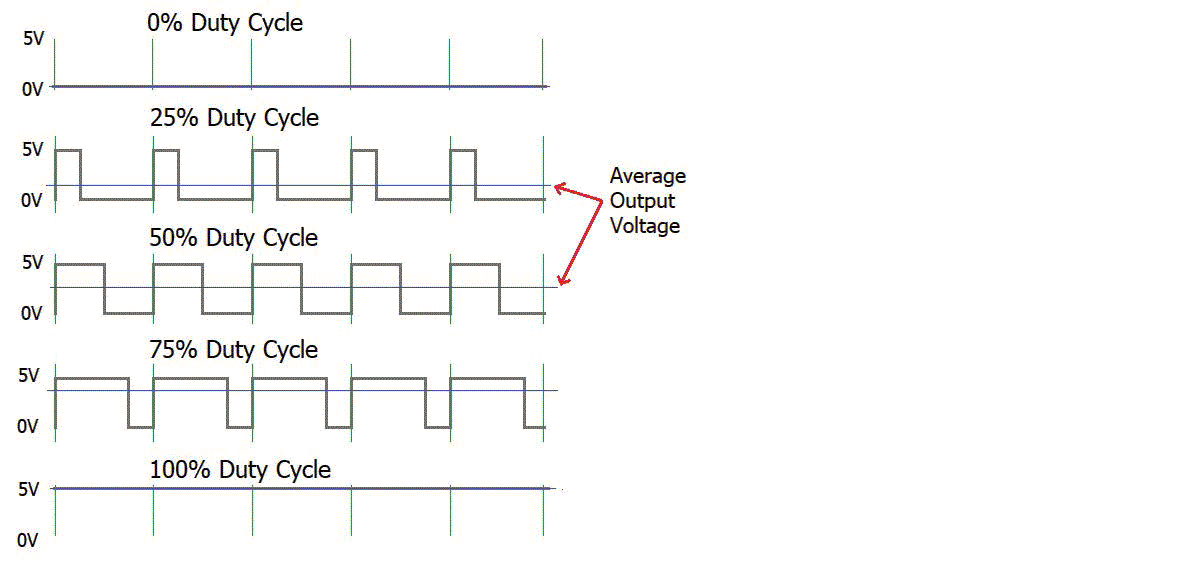 0% Duty Cycle
5V
0V
25% Duty Cycle
5V
0V
Average
Output
Voltage
50% Duty Cycle
5V
0V
75% Duty Cycle
5V
0V
100% Duty Cycle
5V
0V